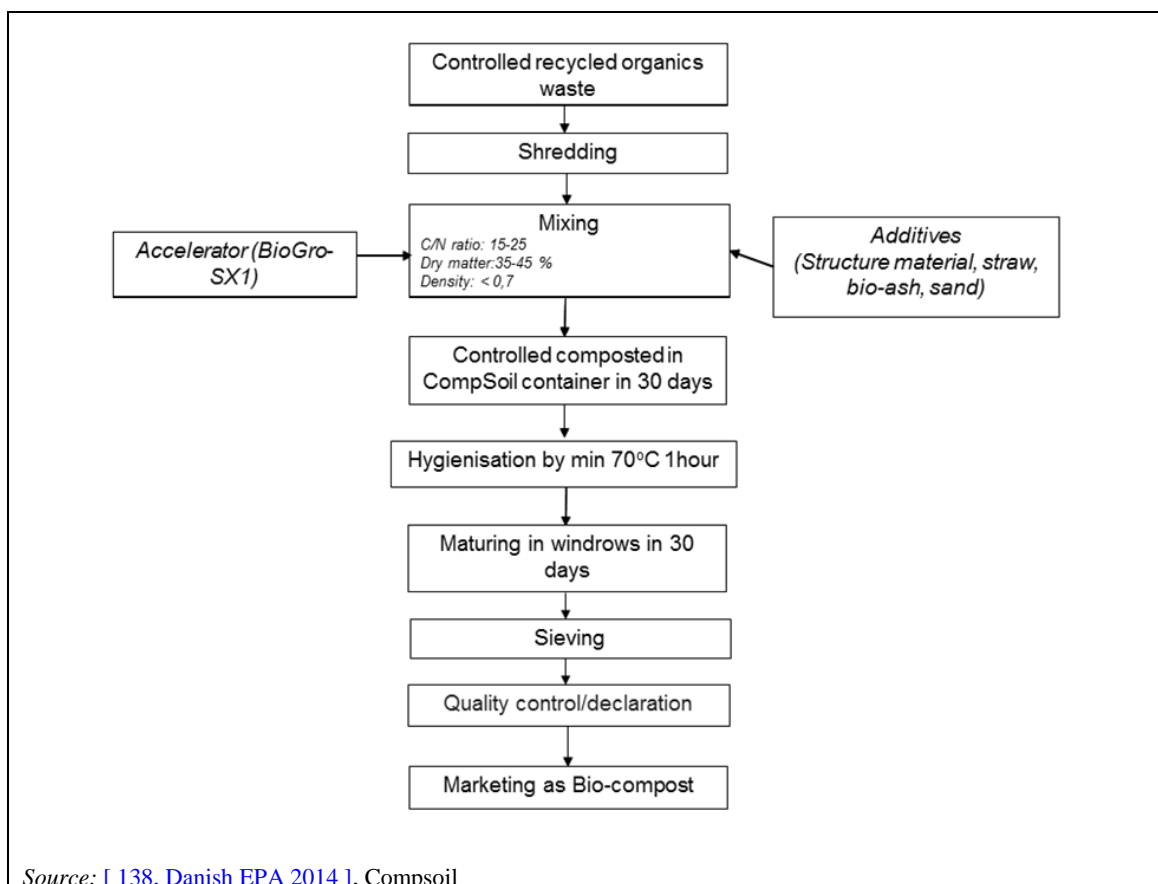 Controlled recycled organics
waste
Shredding
Mixing
C/N ratio: 15-25
Dry matter:35-45 %
Density: < 0,7
Accelerator (BioGro-
SX1)
Additives
(Structure material, straw,
bio-ash, sand)
Controlled composted in
CompSoil container in 30 days
Hygienisation by min 70°C 1hour
Maturing in windrows in 30
days
Sieving
Quality control/declaration
Marketing as Bio-compost
Source: [ 138, Danish EPA 2014 ], Compsoil